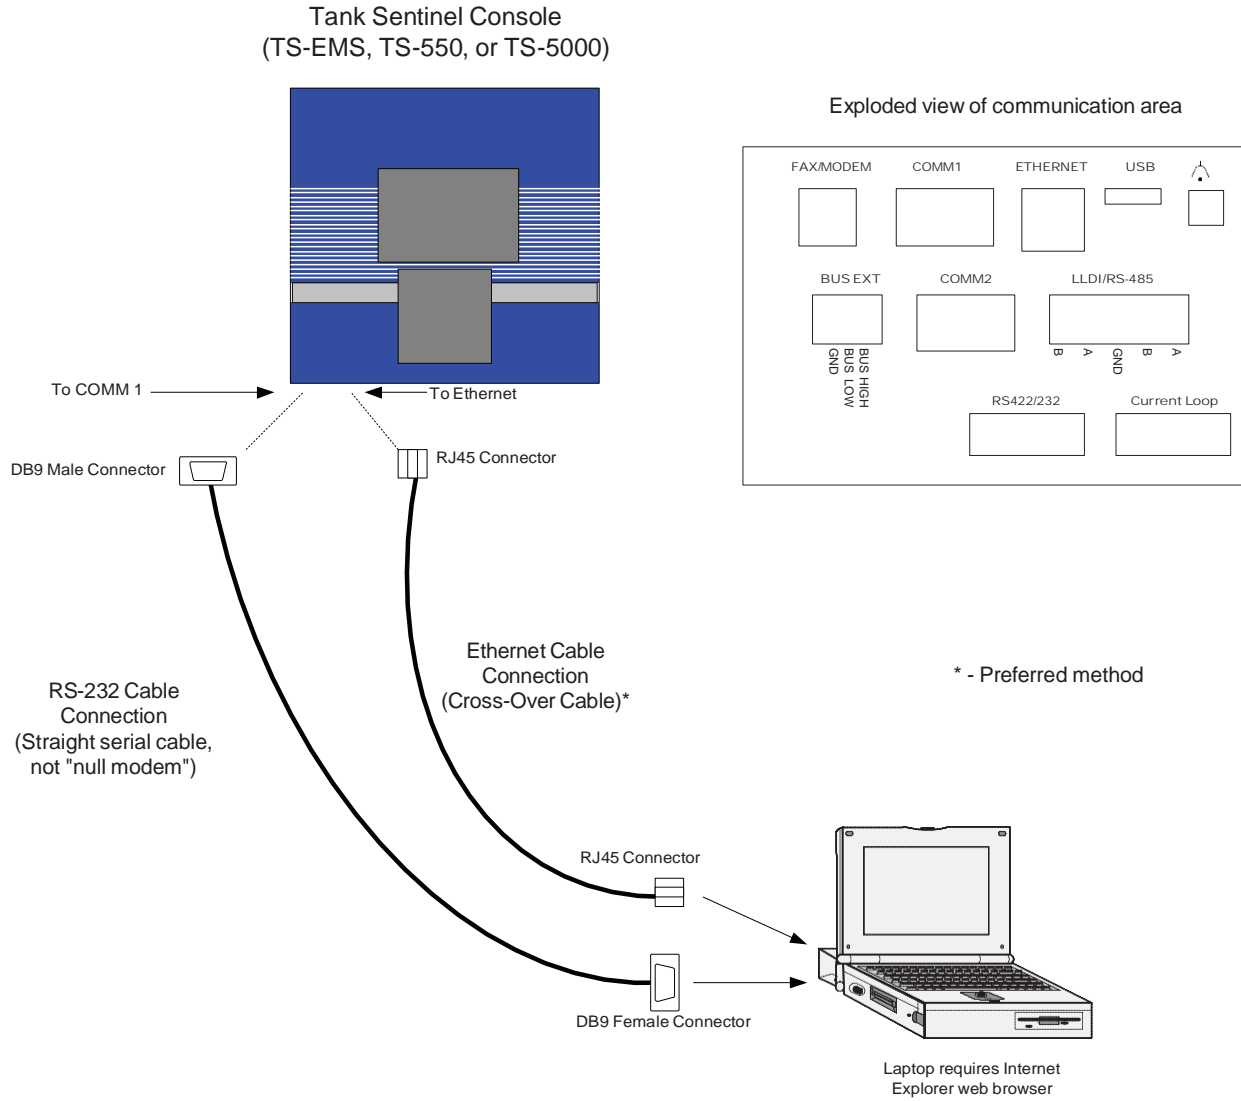 Tank Sentinel Console
(TS-EMS, TS-550, or TS-5000)
Exploded view of communication area
FAX/MODEM
COMM1
ETHERNET
USB
BUS EXT
COMM2
LLDI/RS-485
GND
BUS LOW
BUS HIGH
B
A
GND
B
A
RS422/232
Current Loop
To COMM 1
To Ethernet
DB9 Male Connector
RJ45 Connector
Ethernet Cable
Connection
(Cross-Over Cable)*
* - Preferred method
RS-232 Cable
Connection
(Straight serial cable,
not "null modem")
RJ45 Connector
DB9 Female Connector
Laptop requires Internet
Explorer web browser